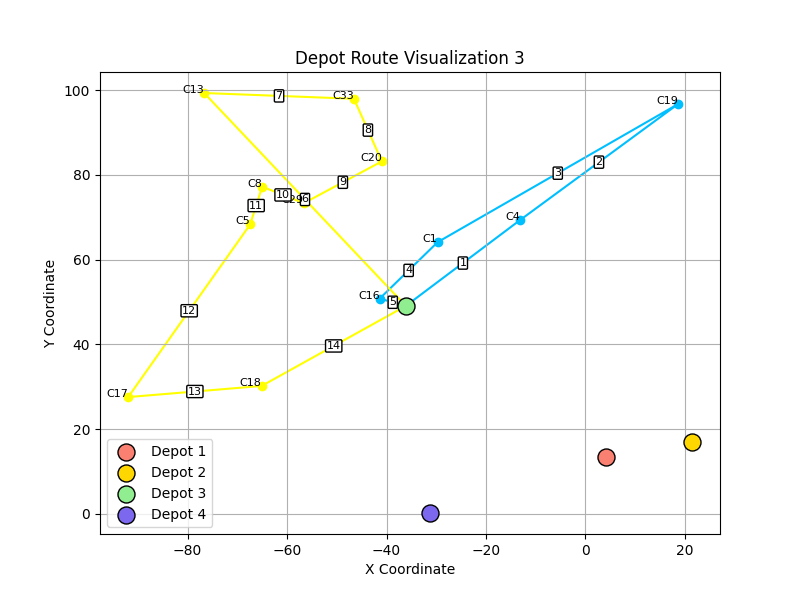 Depot Route Visualization 3
100
80
60
40
20
0
Y Coordinate
−80
−60
−40
−20
0
20
X Coordinate
C13
7
C33
8
C20
9
C8
10
C29
6
11
C5
12
C17
13
C18
14
C19
3
2
C1
C4
4
1
C16
5
Depot 1
Depot 2
Depot 3
Depot 4